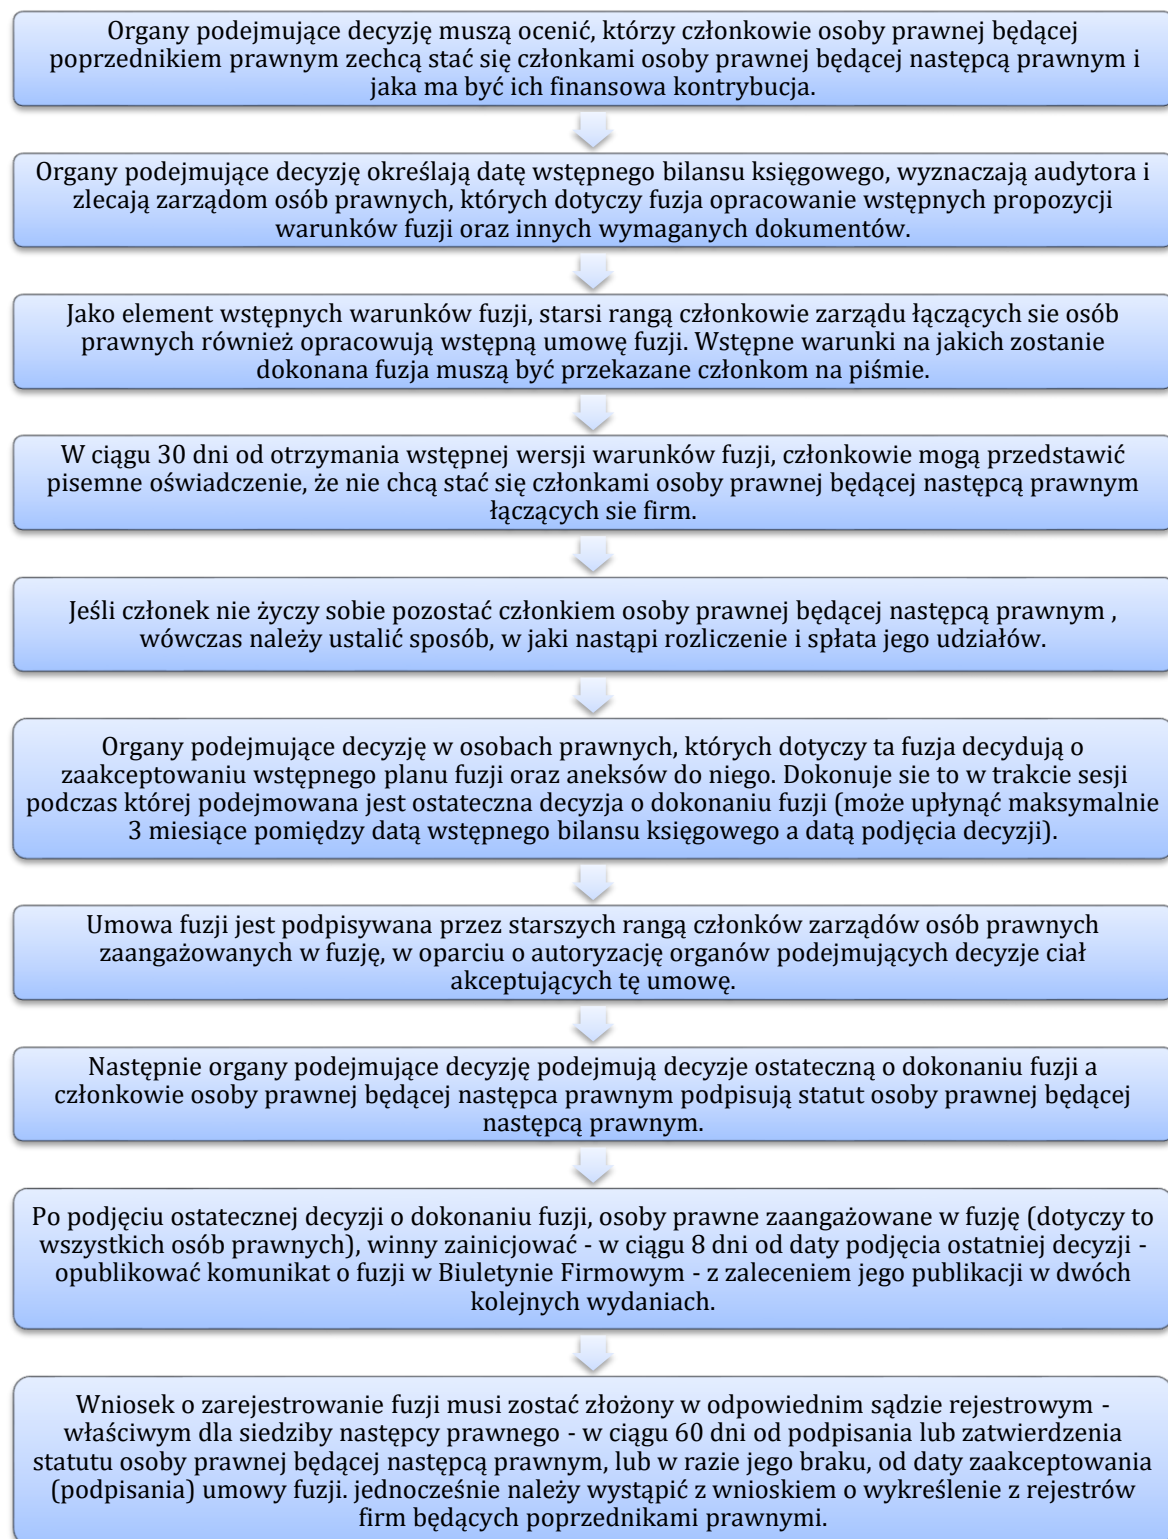 Organy podejmujące decyzję muszą ocenić, którzy członkowie osoby prawnej będącej
poprzednikiem prawnym zechcą stać się członkami osoby prawnej będącej następcą prawnym i
jaka ma być ich finansowa kontrybucja.
Organy podejmujące decyzję określają datę wstępnego bilansu księgowego, wyznaczają audytora i
zlecają zarządom osób prawnych, których dotyczy fuzja opracowanie wstępnych propozycji
warunków fuzji oraz innych wymaganych dokumentów.
Jako element wstępnych warunków fuzji, starsi rangą członkowie zarządu łączących sie osób
prawnych również opracowują wstępną umowę fuzji. Wstępne warunki na jakich zostanie
dokonana fuzja muszą być przekazane członkom na piśmie.
W ciągu 30 dni od otrzymania wstępnej wersji warunków fuzji, członkowie mogą przedstawić
pisemne oświadczenie, że nie chcą stać się członkami osoby prawnej będącej następcą prawnym
łączących sie firm.
Jeśli członek nie życzy sobie pozostać członkiem osoby prawnej będącej następcą prawnym ,
wówczas należy ustalić sposób, w jaki nastąpi rozliczenie i spłata jego udziałów.
Organy podejmujące decyzję w osobach prawnych, których dotyczy ta fuzja decydują o
zaakceptowaniu wstępnego planu fuzji oraz aneksów do niego. Dokonuje sie to w trakcie sesji
podczas której podejmowana jest ostateczna decyzja o dokonaniu fuzji (może upłynąć maksymalnie
3 miesiące pomiędzy datą wstępnego bilansu księgowego a datą podjęcia decyzji).
Umowa fuzji jest podpisywana przez starszych rangą członków zarządów osób prawnych
zaangażowanych w fuzję, w oparciu o autoryzację organów podejmujących decyzje ciał
akceptujących tę umowę.
Następnie organy podejmujące decyzję podejmują decyzje ostateczną o dokonaniu fuzji a
członkowie osoby prawnej będącej następca prawnym podpisują statut osoby prawnej będącej
następcą prawnym.
Po podjęciu ostatecznej decyzji o dokonaniu fuzji, osoby prawne zaangażowane w fuzję (dotyczy to
wszystkich osób prawnych), winny zainicjować - w ciągu 8 dni od daty podjęcia ostatniej decyzji -
opublikować komunikat o fuzji w Biuletynie Firmowym - z zaleceniem jego publikacji w dwóch
kolejnych wydaniach.
Wniosek o zarejestrowanie fuzji musi zostać złożony w odpowiednim sądzie rejestrowym -
właściwym dla siedziby następcy prawnego - w ciągu 60 dni od podpisania lub zatwierdzenia
statutu osoby prawnej będącej następcą prawnym, lub w razie jego braku, od daty zaakceptowania
(podpisania) umowy fuzji. jednocześnie należy wystąpić z wnioskiem o wykreślenie z rejestrów
firm będących poprzednikami prawnymi.